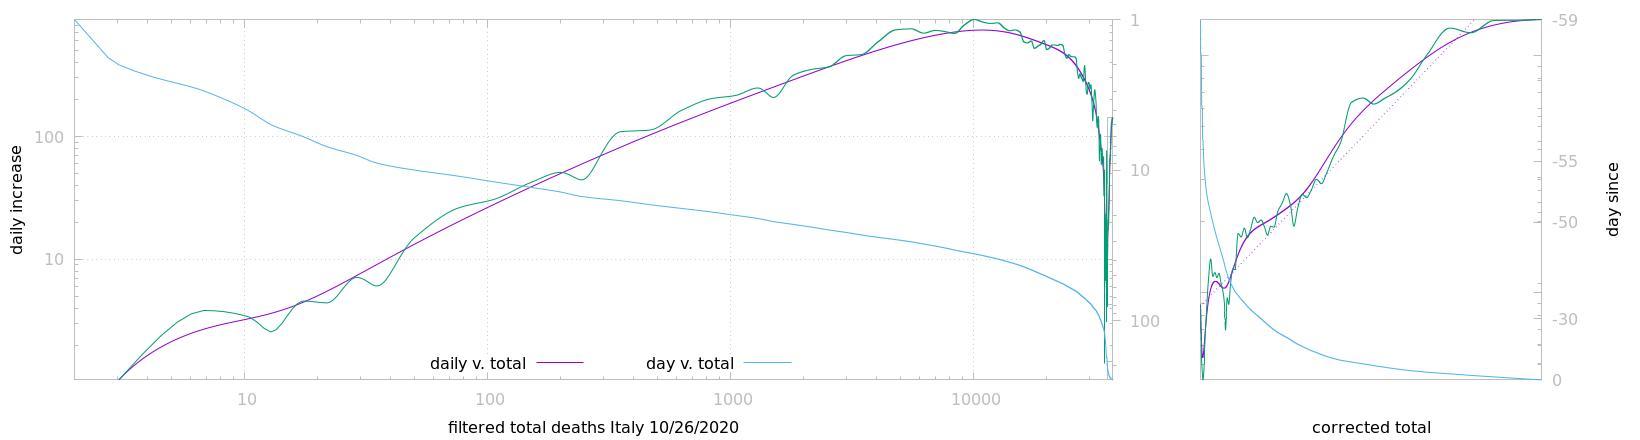 1
-59
daily increase
100
10
-55
-50
day since
10
100
-30
daily v. total
day v. total
0
10
100
1000
10000
filtered total deaths Italy 10/26/2020
corrected total